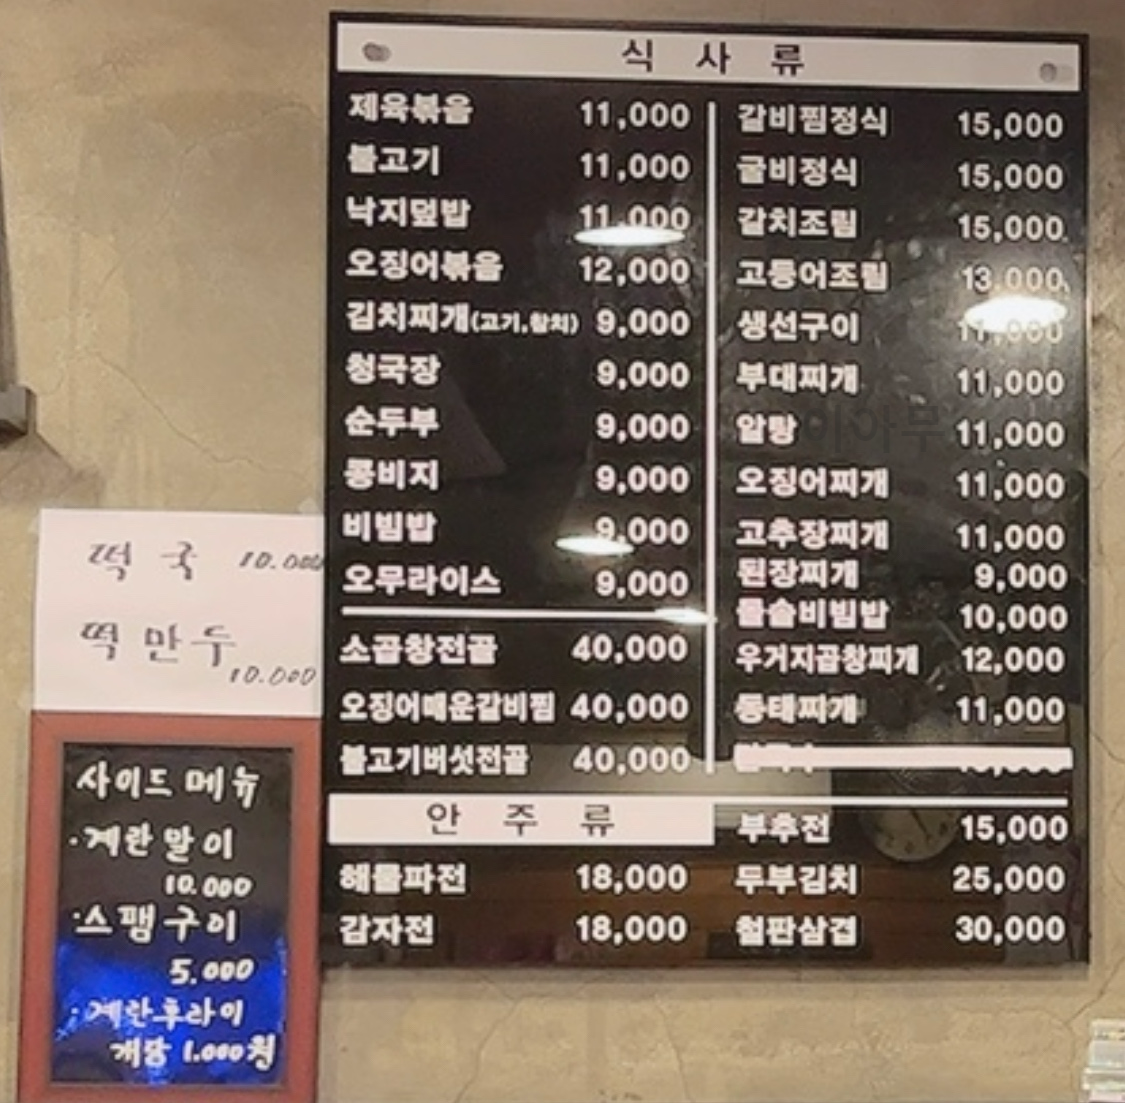 식 사 류
제육볶음 11,000
불고기 11,000
낙지덮밥 11,000
오징어볶음 12,000
김치찌개(고기,참치) 9,000
청국장 9,000
순두부 9,000
콩비지 9,000
비빔밥 9,000
오무라이스 9,000
소곱창전골 40,000
오징어매운갈비찜 40,000
불고기버섯전골 40,000
갈비찜정식 15,000
굴비정식 15,000
갈치조림 15,000
고등어조림 13,000
생선구이 11,000
부대찌개 11,000
알탕 11,000
오징어찌개 11,000
고추장찌개 11,000
된장찌개 9,000
돌솥비빔밥 10,000
우거지곱창찌개 12,000
동태찌개 11,000
안 주 류
해물파전 18,000
감자전 18,000
부추전 15,000
두부김치 25,000
철판삼겹 30,000
떡 국 10.000
떡 만 두
10.000
사이드 메뉴
·계란말이
10.000
·스팸구이
5.000
·계란후라이
개당 1.000원